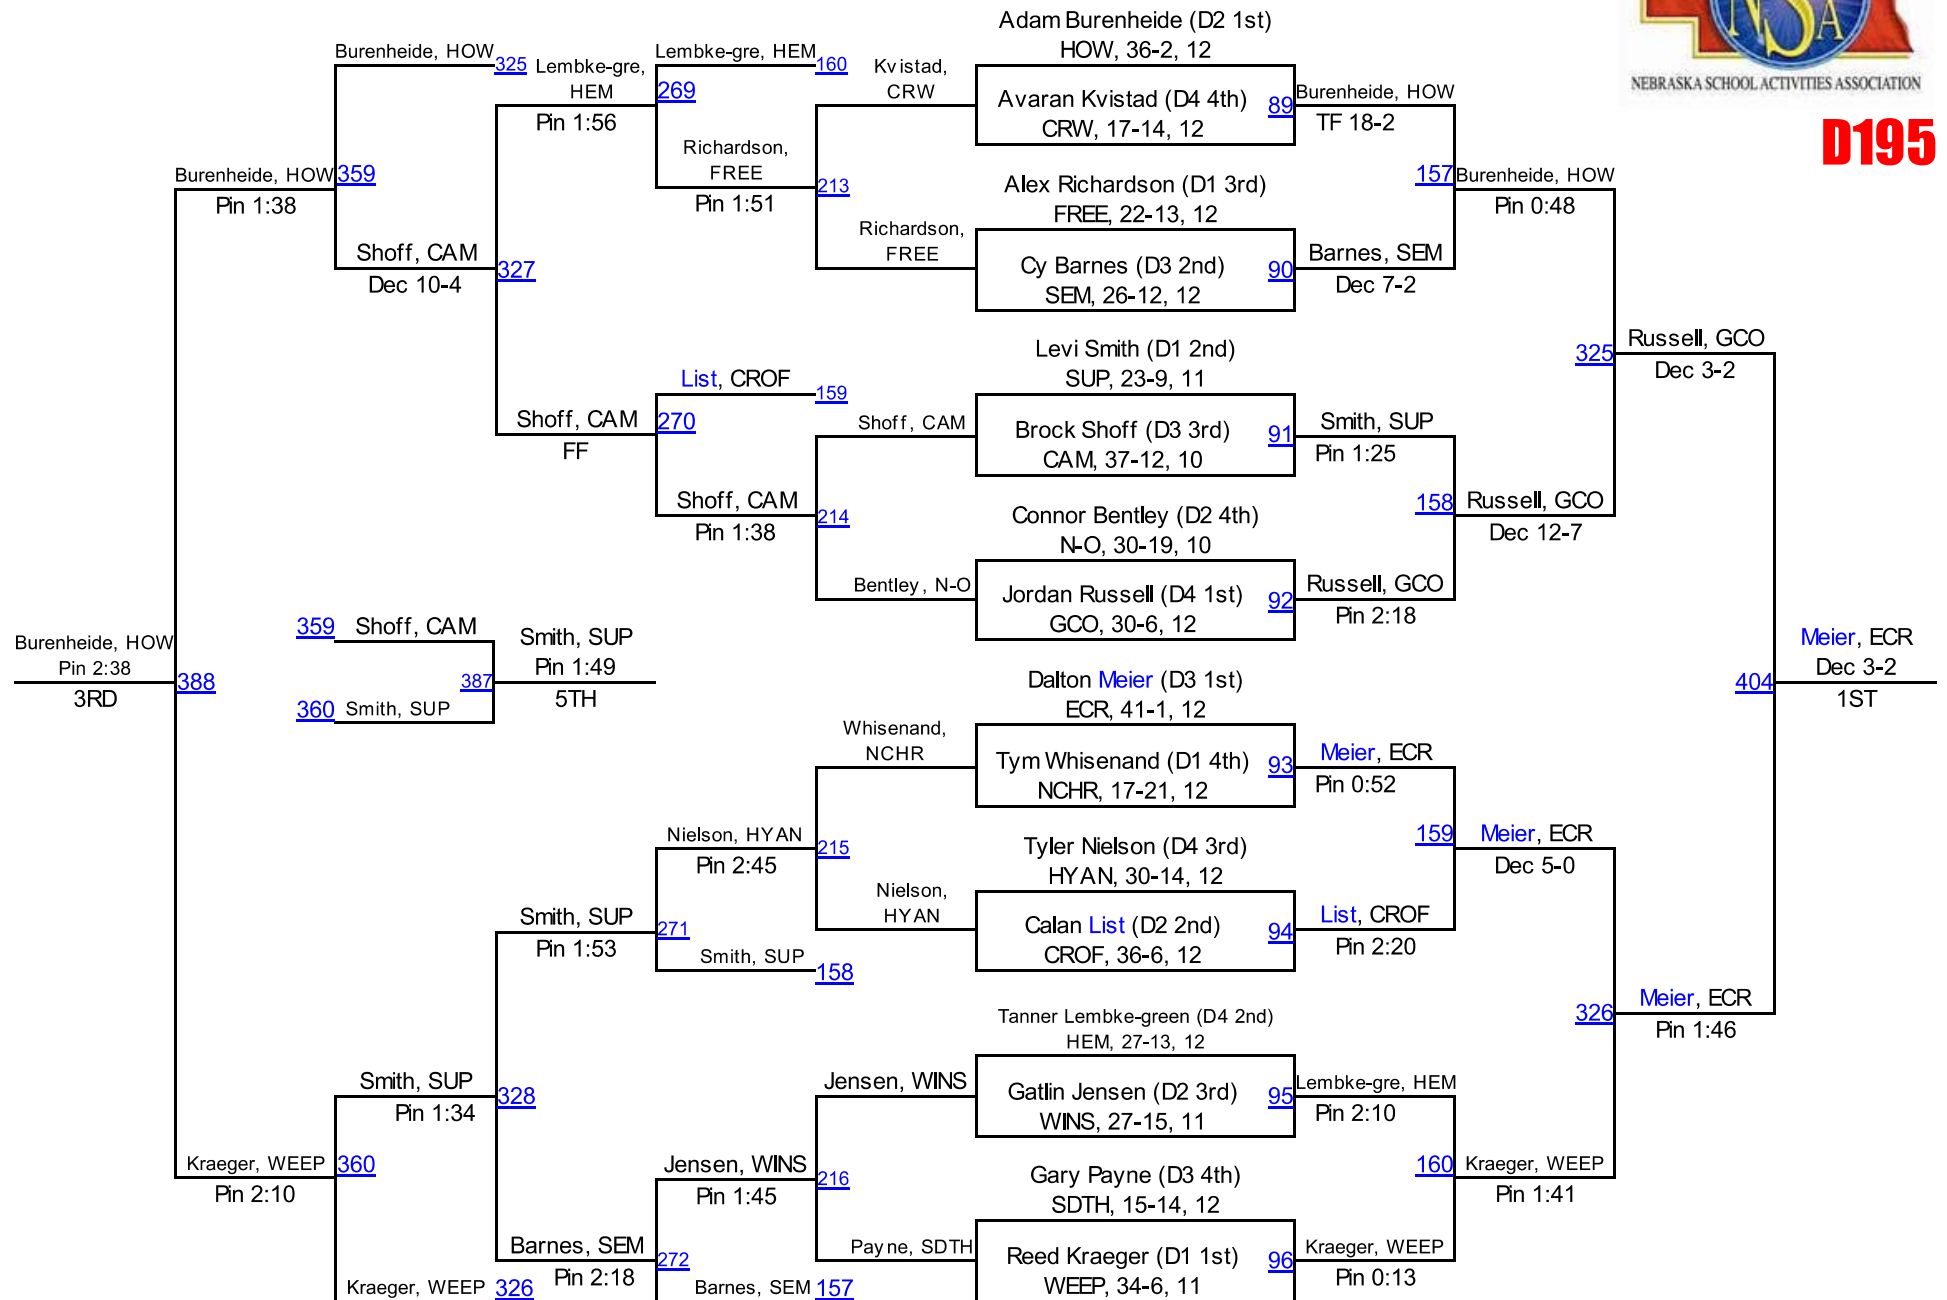 NSA
NEBRASKA SCHOOL ACTIVITIES ASSOCIATION
D195
Adam Burenheide (D2 1st)
HOW, 36-2, 12
Avaran Kvistad (D4 4th)
CRW, 17-14, 12
89
Alex Richardson (D1 3rd)
FREE, 22-13, 12
Cy Barnes (D3 2nd)
SEM, 26-12, 12
90
Levi Smith (D1 2nd)
SUP, 23-9, 11
Brock Shoff (D3 3rd)
CAM, 37-12, 10
91
Connor Bentley (D2 4th)
N-O, 30-19, 10
Jordan Russell (D4 1st)
GCO, 30-6, 12
92
Dalton Meier (D3 1st)
ECR, 41-1, 12
Tym Whisenand (D1 4th)
NCHR, 17-21, 12
93
Tyler Nielson (D4 3rd)
HYAN, 30-14, 12
Calan List (D2 2nd)
CROF, 36-6, 12
94
Tanner Lembke-green (D4 2nd)
HEM, 27-13, 12
Gatlin Jensen (D2 3rd)
WINS, 27-15, 11
95
Gary Payne (D3 4th)
SDTH, 15-14, 12
Reed Kraeger (D1 1st)
WEEP, 34-6, 11
96
Burenheide, HOW
TF 18-2
157
Barnes, SEM
Dec 7-2
Smith, SUP
Pin 1:25
158
Russell, GCO
Pin 2:18
Meier, ECR
Pin 0:52
159
List, CROF
Pin 2:20
Lembke-gre, HEM
Pin 2:10
160
Kraeger, WEEP
Pin 0:13
Burenheide, HOW
Pin 0:48
325
Russell, GCO
Dec 12-7
Meier, ECR
Dec 5-0
326
Kraeger, WEEP
Pin 1:41
Russell, GCO
Dec 3-2
404
Meier, ECR
Pin 1:46
Meier, ECR
Dec 3-2
1ST
Kvistad,
CRW
213
Richardson,
FREE
Shoff, CAM
214
Bentley, N-O
Whisenand,
NCHR
215
Nielson,
HYAN
Jensen, WINS
216
Payne, SDTH
Lembke-gre, HEM
160
269
Richardson,
FREE
Pin 1:51
List, CROF
159
270
Shoff, CAM
Pin 1:38
Nielson, HYAN
Pin 2:45
271
Smith, SUP
158
Jensen, WINS
Pin 1:45
272
Barnes, SEM
157
Lembke-gre,
HEM
Pin 1:56
327
Shoff, CAM
FF
Smith, SUP
Pin 1:53
328
Barnes, SEM
Pin 2:18
Burenheide, HOW
325
359
Shoff, CAM
Dec 10-4
Smith, SUP
Pin 1:34
360
Kraeger, WEEP
326
Burenheide, HOW
Pin 1:38
388
Kraeger, WEEP
Pin 2:10
Burenheide, HOW
Pin 2:38
3RD
359
Shoff, CAM
387
360
Smith, SUP
Smith, SUP
Pin 1:49
5TH